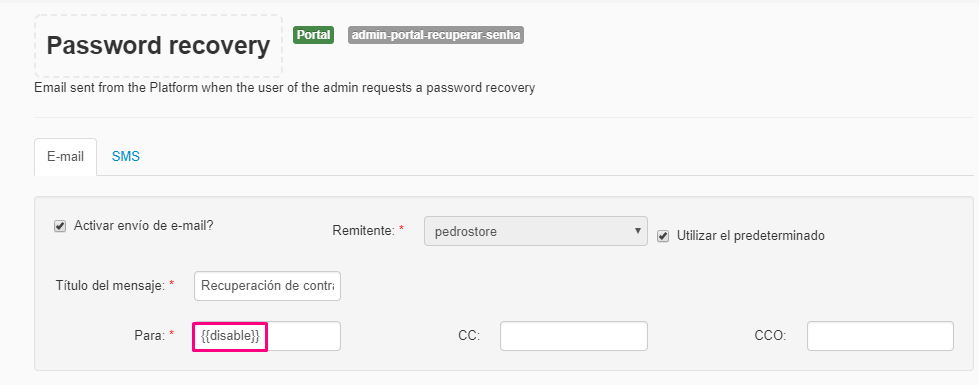 Password recovery Portal admin-portal-recuperar-senha
Email sent from the Platform when the user of the admin requests a password recovery
E-mail SMS
Activar envío de e-mail? Remitente: * pedrostore Utilizar el predeterminado
Título del mensaje: * Recuperación de contra
Para: * {{disable}} CC: CCO: